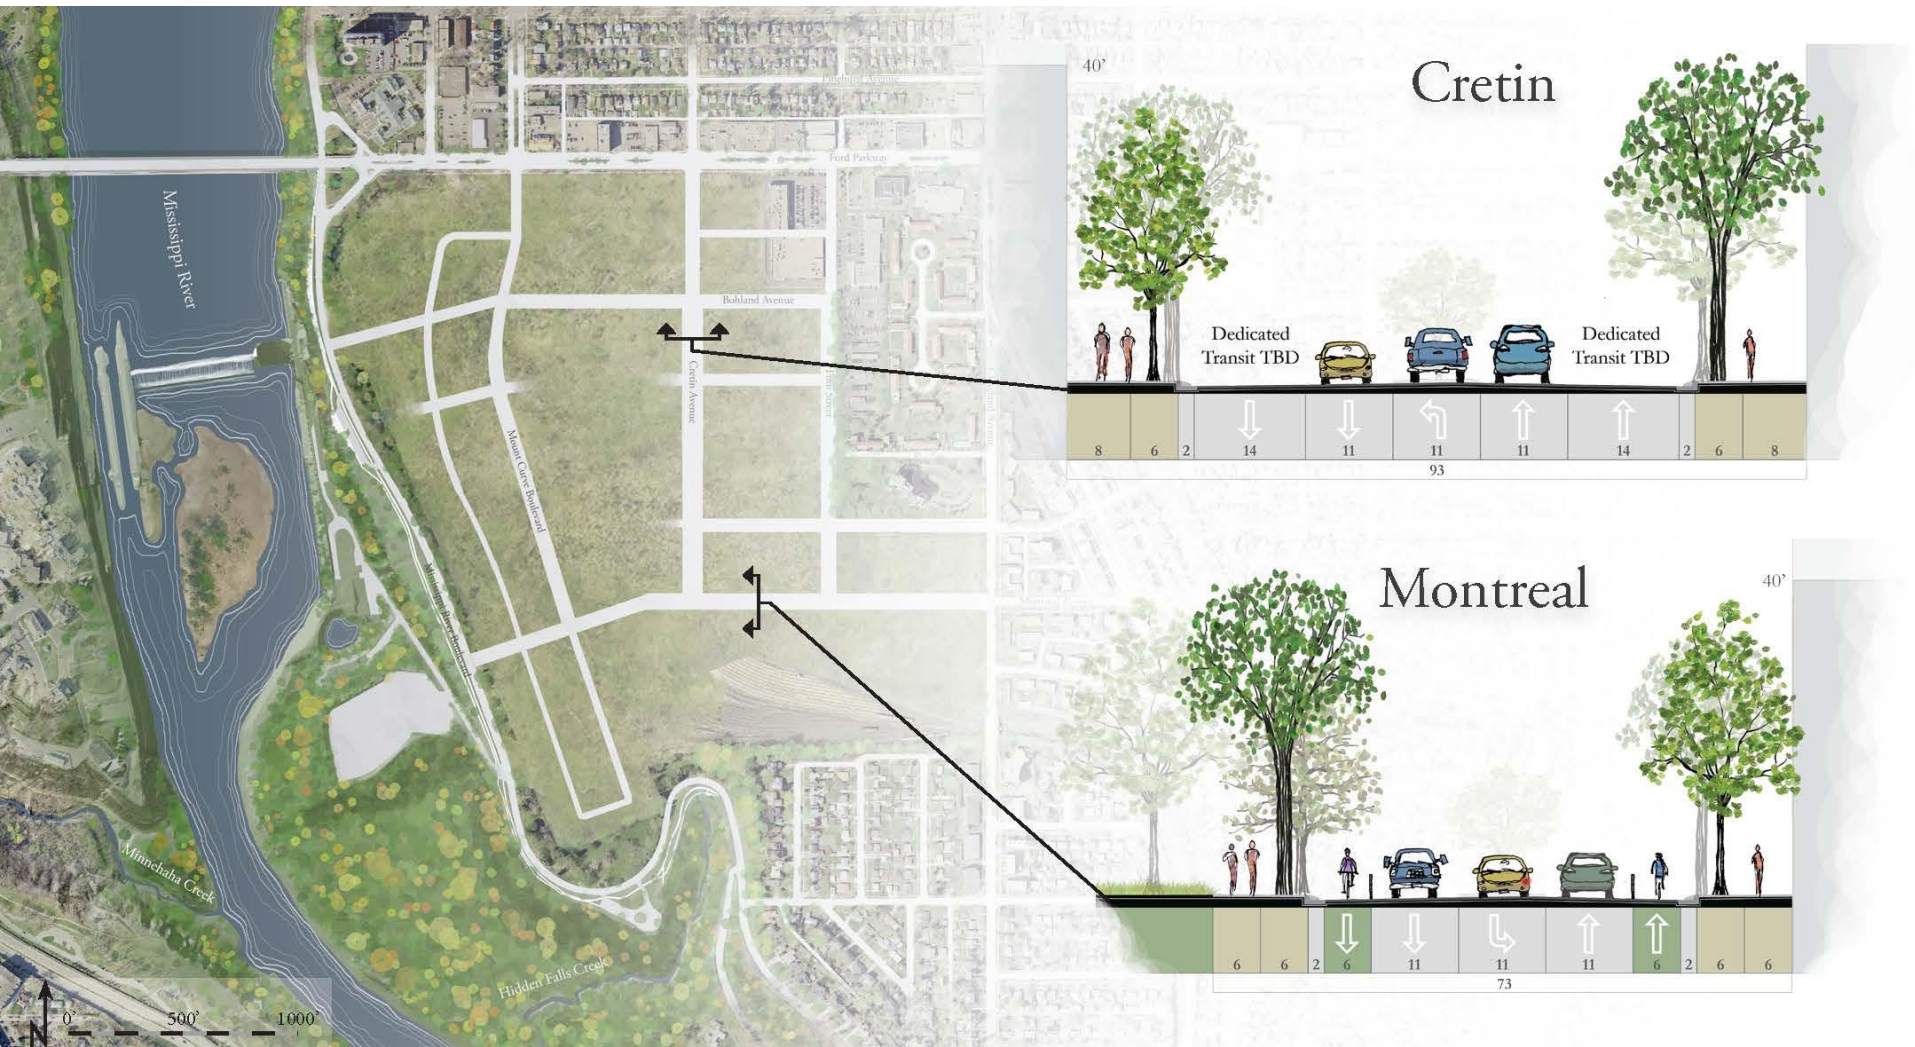 Pinehurst Avenue
Ford Parkway
Mississippi River
Bohland Avenue
Cretin Avenue
Mount Curve Boulevard
Mississippi River Boulevard
Minnehaha Creek
Hidden Falls Creek
N
0' 500' 1000'
Cretin
40'
Dedicated
Transit TBD
Dedicated
Transit TBD
8 6 2 14 11 11 11 14 2 6 8
93
Montreal
40'
6 6 2 6 11 11 11 6 2 6 6
73